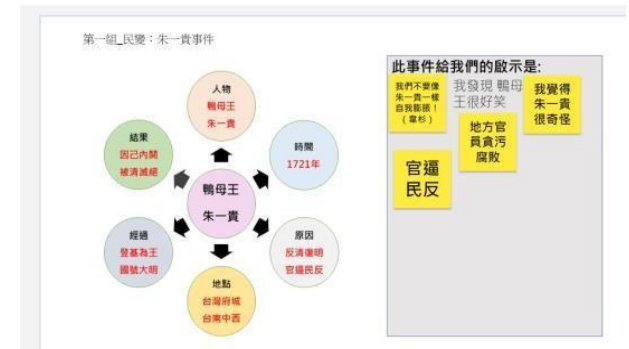 第一組_民變：朱一貴事件
人物
鴨母王
朱一貴
時間
1721年
原因
反清復明
官逼民反
地點
台灣府城
台南中西
經過
登基為王
國號大明
結果
因己內鬨
被清滅絕
鴨母王
朱一貴
此事件給我們的啟示是:
我們不要像
朱一貴一樣
自我膨脹！
（韋杉）
我發現 鴨母
王很好笑
我覺得
朱一貴
很奇怪
地方官
員貪污
腐敗
官逼
民反